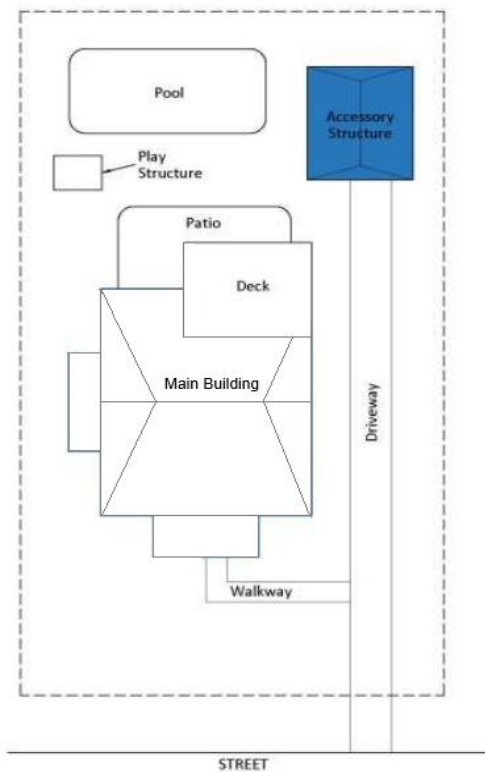 Pool
Accessory
Structure
Play
Structure
Patio
Deck
Main Building
Driveway
Walkway
STREET